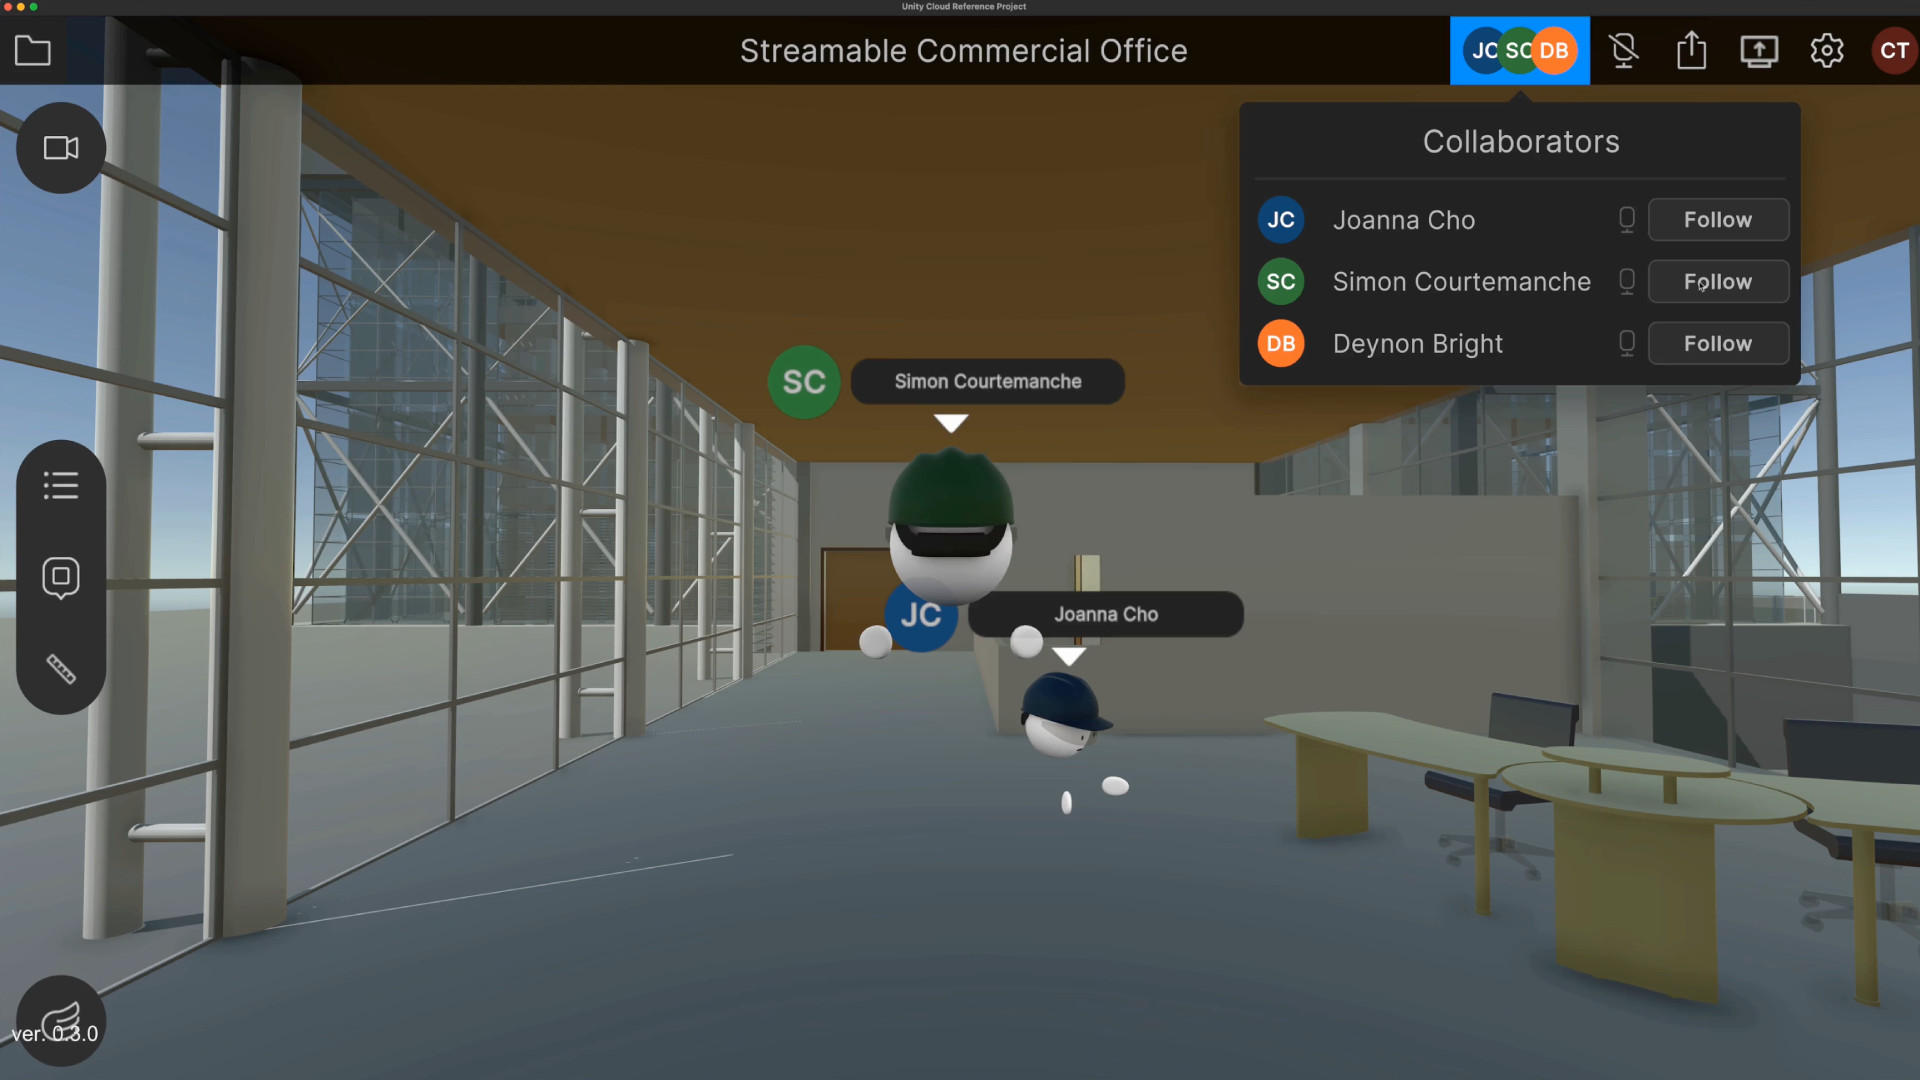 Unity Cloud Reference Project
Streamable Commercial Office
JC SC DB
CT
Collaborators
JC Joanna Cho Follow
SC Simon Courtemanche Follow
DB Deynon Bright Follow
SC Simon Courtemanche
JC Joanna Cho
ver. 0.3.0